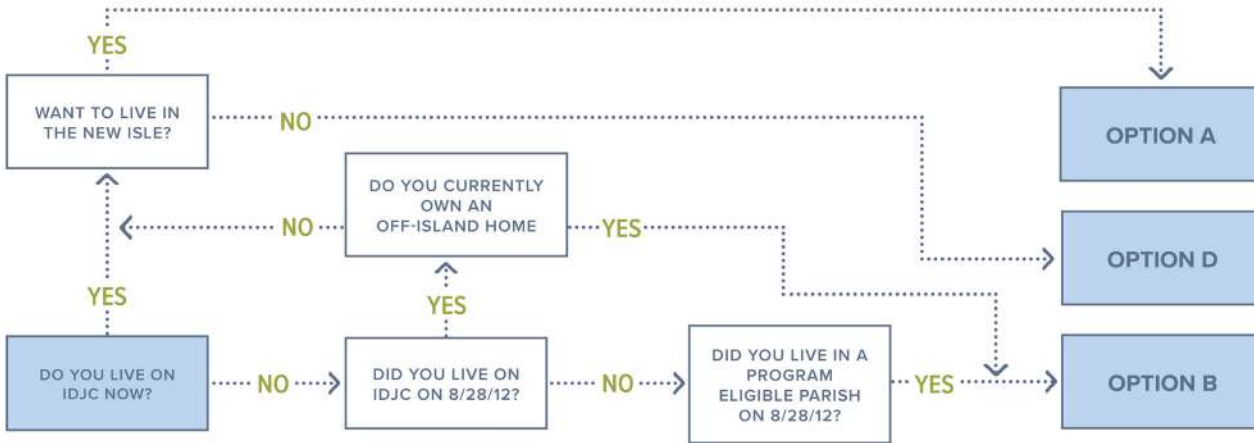 YES
WANT TO LIVE IN
THE NEW ISLE?
NO
OPTION A
DO YOU CURRENTLY
OWN AN
OFF-ISLAND HOME
NO
YES
OPTION D
YES
YES
DO YOU LIVE ON
IDJC NOW?
NO
DID YOU LIVE ON
IDJC ON 8/28/12?
NO
DID YOU LIVE IN A
PROGRAM
ELIGIBLE PARISH
ON 8/28/12?
YES
OPTION B